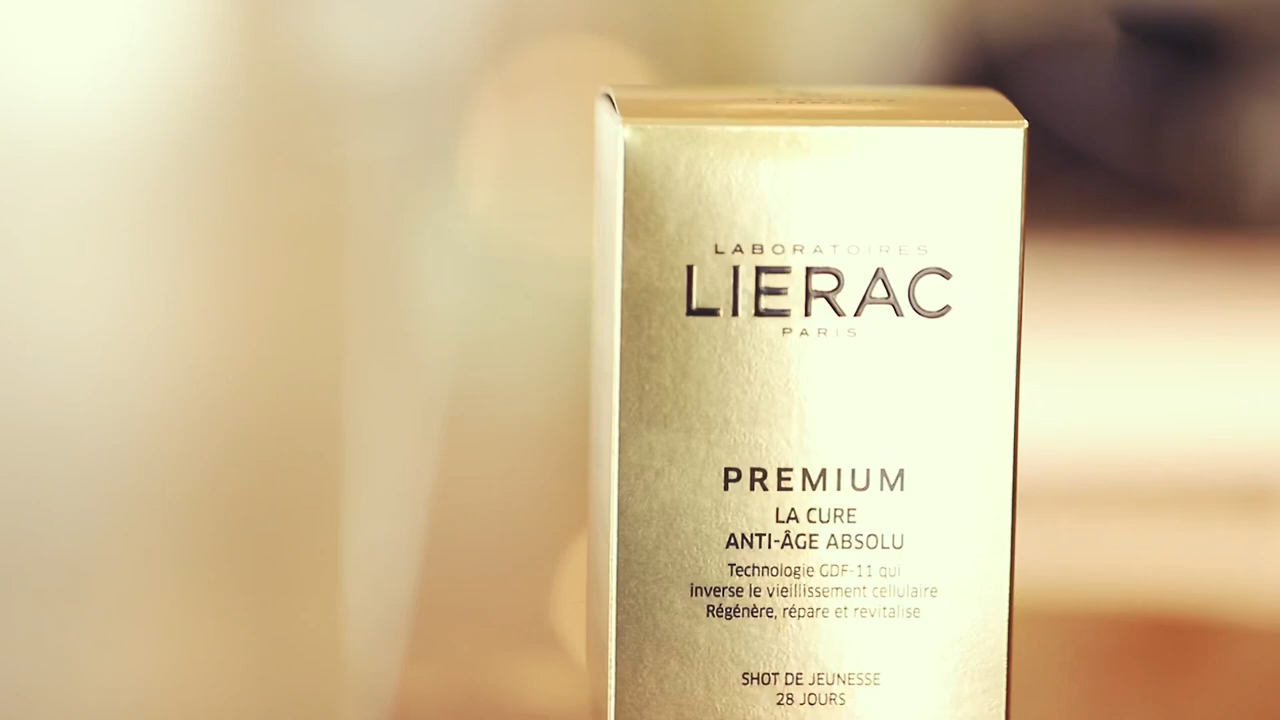 LABORATOIRES
LIERAC
PARIS
PREMIUM
LA CURE
ANTI-ÂGE ABSOLU
Technologie GDF-11 qui
inverse le vieillissement cellulaire
Régénère, répare et revitalise
SHOT DE JEUNESSE
28 JOURS